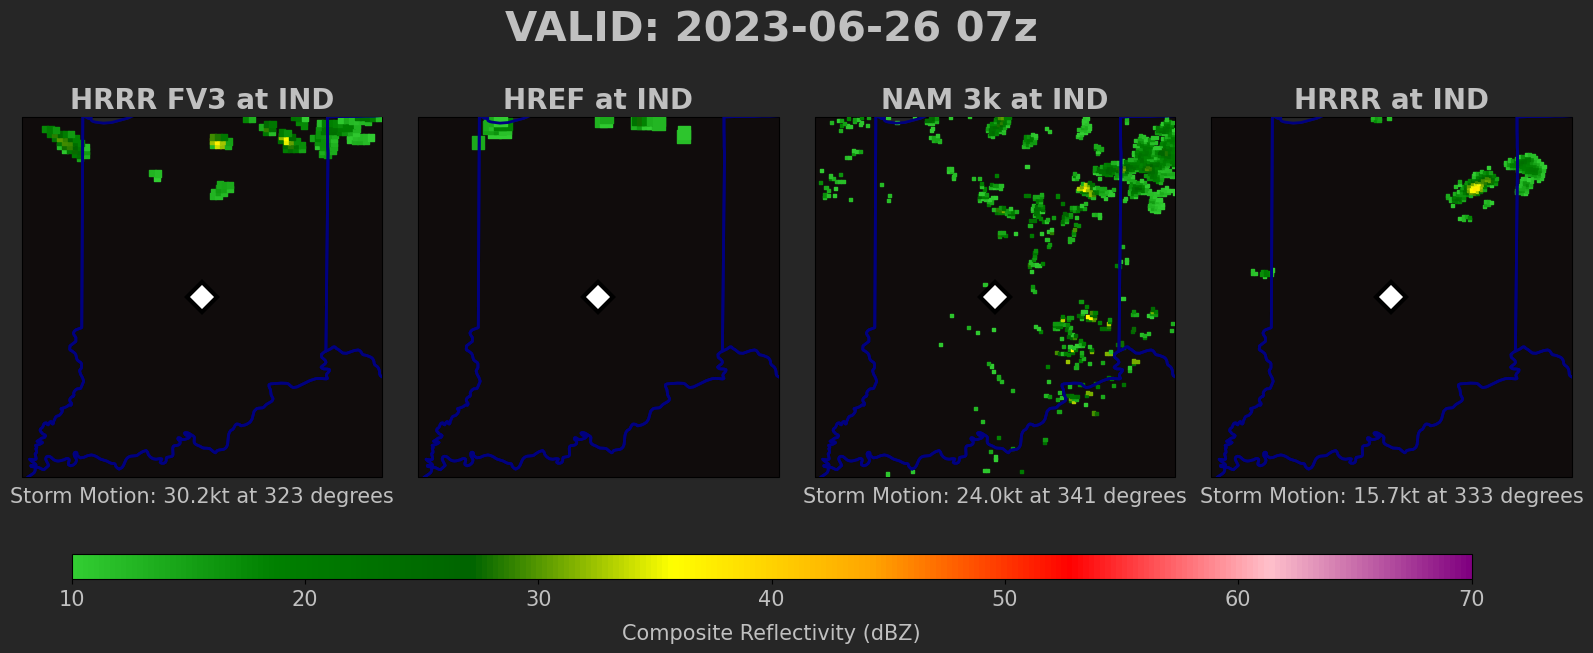 VALID: 2023-06-26 07z
HRRR FV3 at IND
HREF at IND
NAM 3k at IND
HRRR at IND
Storm Motion: 30.2kt at 323 degrees
Storm Motion: 24.0kt at 341 degrees
Storm Motion: 15.7kt at 333 degrees
10 20 30 40 50 60 70
Composite Reflectivity (dBZ)